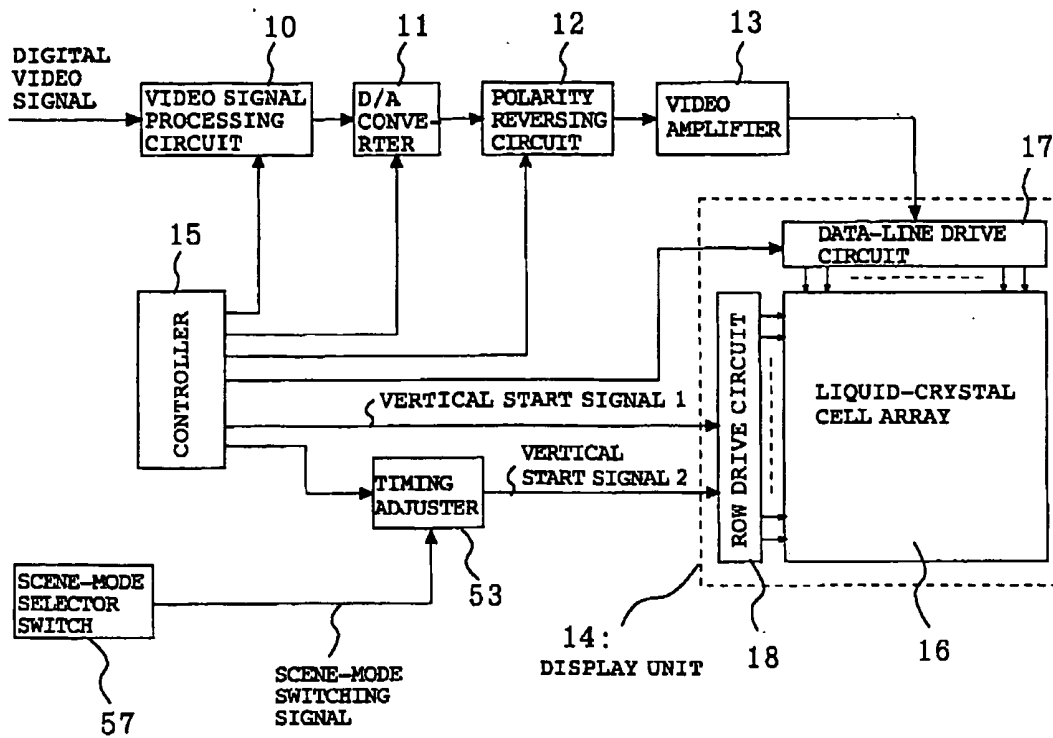 10
11
12
13
DIGITAL
VIDEO
SIGNAL
VIDEO SIGNAL
PROCESSING
CIRCUIT
D/A
CONVE-
RTER
POLARITY
REVERSING
CIRCUIT
VIDEO
AMPLIFIER
17
DATA-LINE DRIVE
CIRCUIT
15
CONTROLLER
VERTICAL START SIGNAL 1
VERTICAL
START SIGNAL 2
TIMING
ADJUSTER
53
ROW DRIVE CIRCUIT
LIQUID-CRYSTAL
CELL ARRAY
SCENE-MODE
SELECTOR
SWITCH
57
SCENE-MODE
SWITCHING
SIGNAL
14:
DISPLAY UNIT
18
16